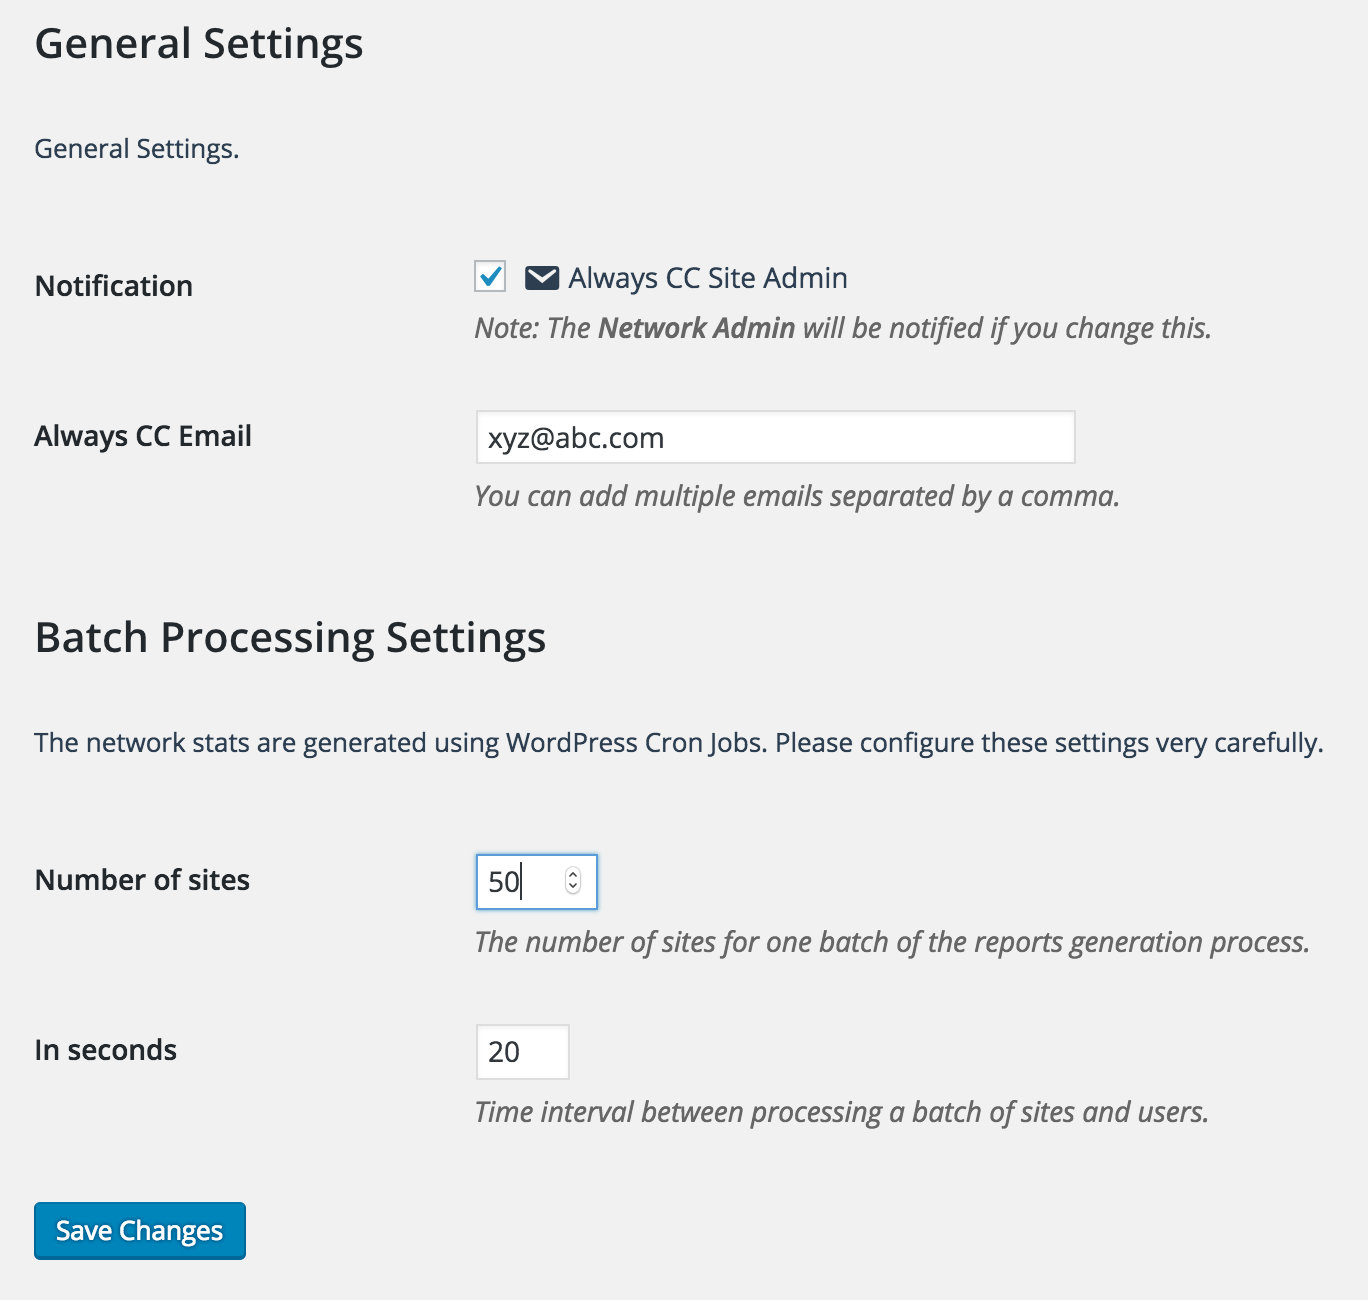 General Settings
General Settings.
Notification
Always CC Site Admin
Note: The Network Admin will be notified if you change this.
Always CC Email
xyz@abc.com
You can add multiple emails separated by a comma.
Batch Processing Settings
The network stats are generated using WordPress Cron Jobs. Please configure these settings very carefully.
Number of sites
50
The number of sites for one batch of the reports generation process.
In seconds
20
Time interval between processing a batch of sites and users.
Save Changes